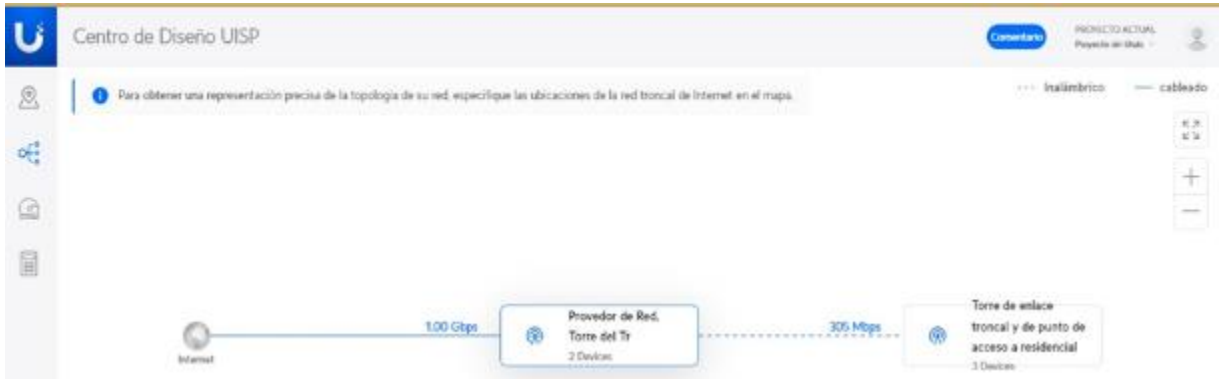 Centro de Diseño UISP
Comentario
PROYECTO ACTUAL
Proyecto sin título
Para obtener una representación precisa de la topología de su red, especifique las ubicaciones de la red troncal de Internet en el mapa.
Inalámbrico
cableado
Internet
1.00 Gbps
Provedor de Red,
Torre del Tr
2 Devices
305 Mbps
Torre de enlace
troncal y de punto de
acceso a residencial
3 Devices